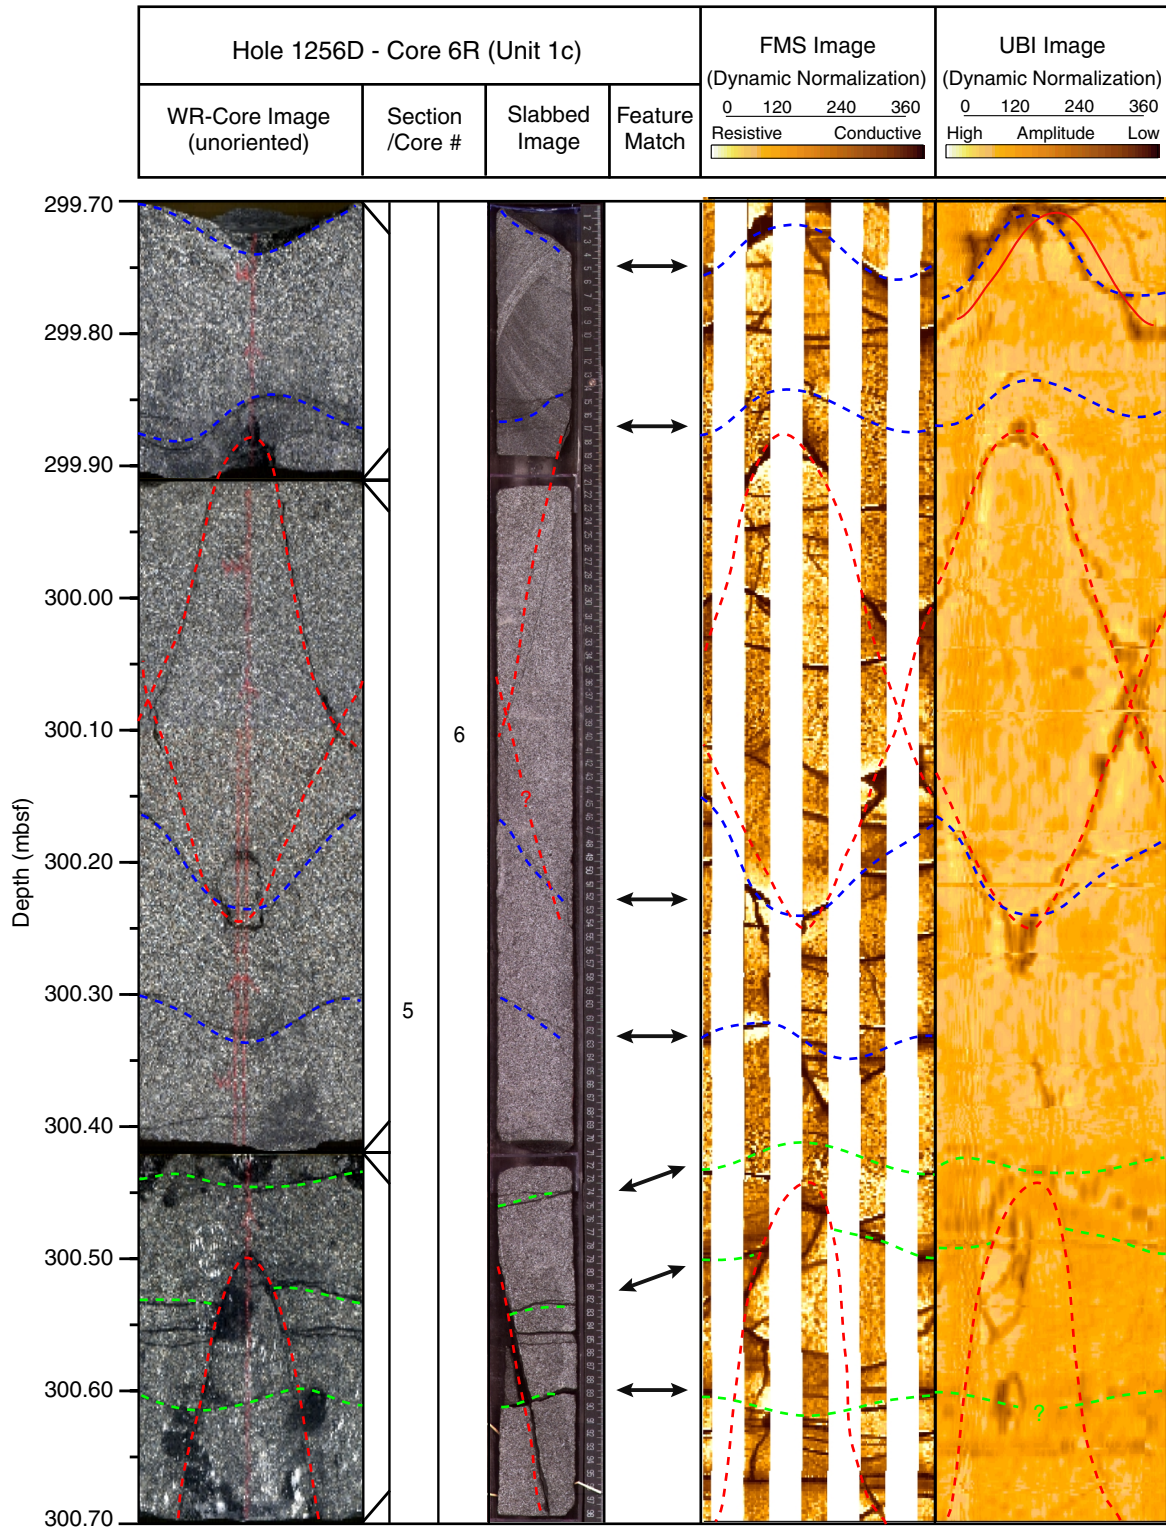 Hole 1256D - Core 6R (Unit 1c)
FMS Image
(Dynamic Normalization)
0 120 240 360
Resistive Conductive
UBI Image
(Dynamic Normalization)
0 120 240 360
High Amplitude Low
WR-Core Image
(unoriented)
Section
/Core #
Slabbed
Image
Feature
Match
299.70
299.80
299.90
300.00
300.10
300.20
300.30
300.40
300.50
300.60
300.70
Depth (mbsf)
6
5
?
?